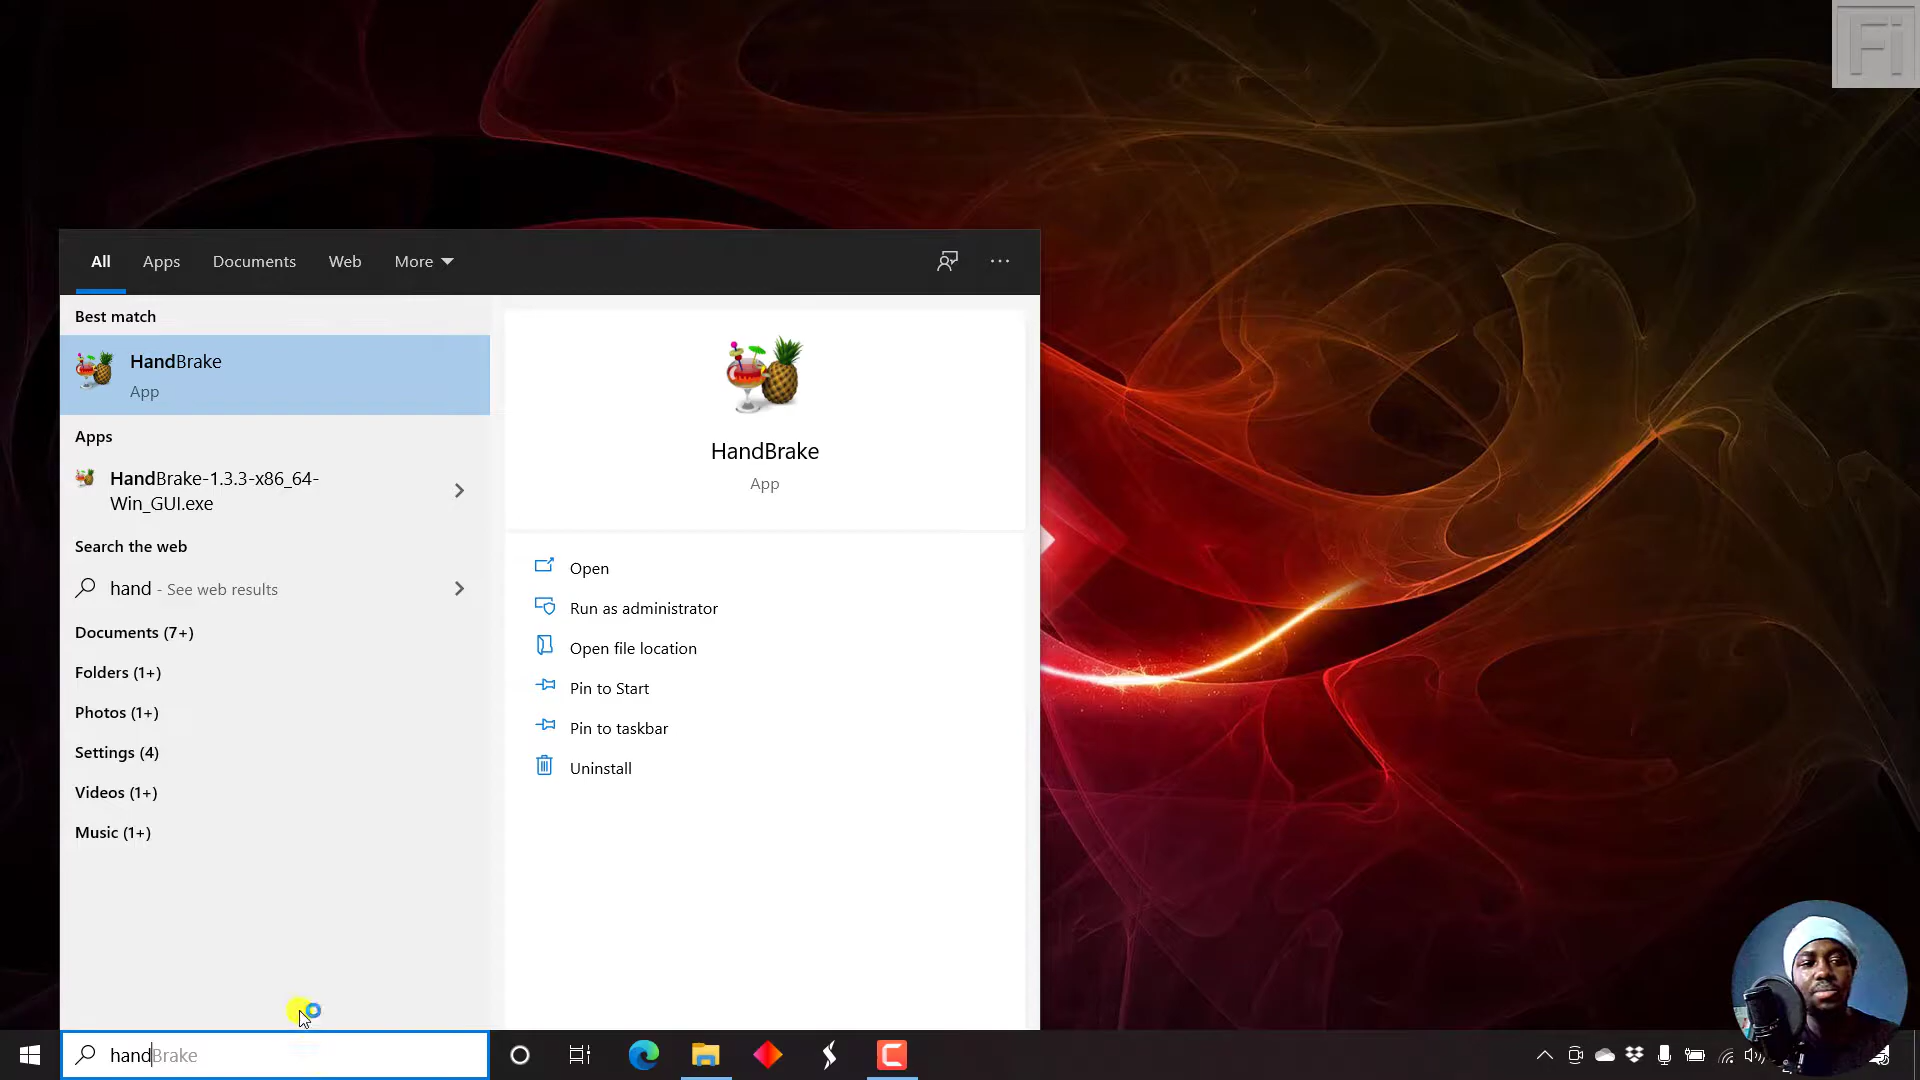 Fi
All
Apps
Documents
Web
More
Best match
HandBrake
App
Apps
HandBrake-1.3.3-x86_64-
Win_GUI.exe
Search the web
hand - See web results
Documents (7+)
Folders (1+)
Photos (1+)
Settings (4)
Videos (1+)
Music (1+)
HandBrake
App
Open
Run as administrator
Open file location
Pin to Start
Pin to taskbar
Uninstall
handBrake